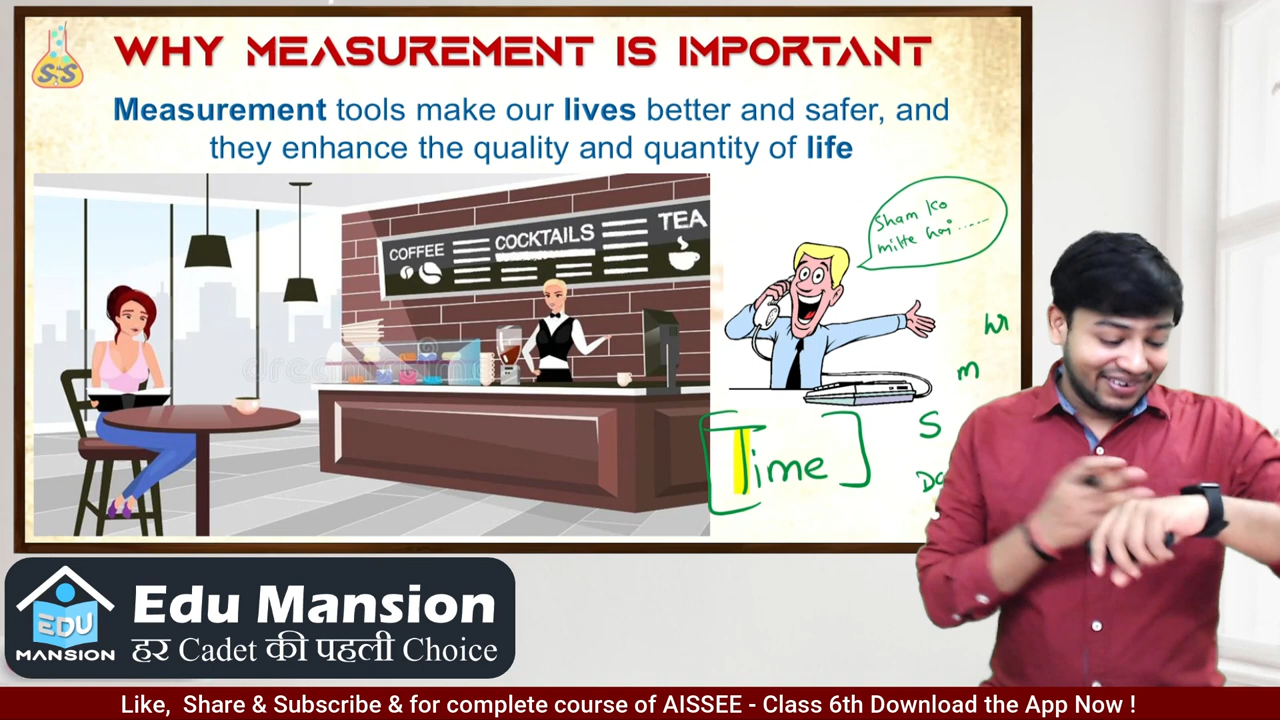 S&S
WHY MEASUREMENT IS IMPORTANT
Measurement tools make our lives better and safer, and
they enhance the quality and quantity of life
COFFEE
COCKTAILS
TEA
Sham ko
milte hai......
hr
m
S
[Time]
dreamstime
EDU
MANSION
Edu Mansion
हर Cadet की पहली Choice
Like, Share & Subscribe & for complete course of AISSEE - Class 6th Download the App Now !